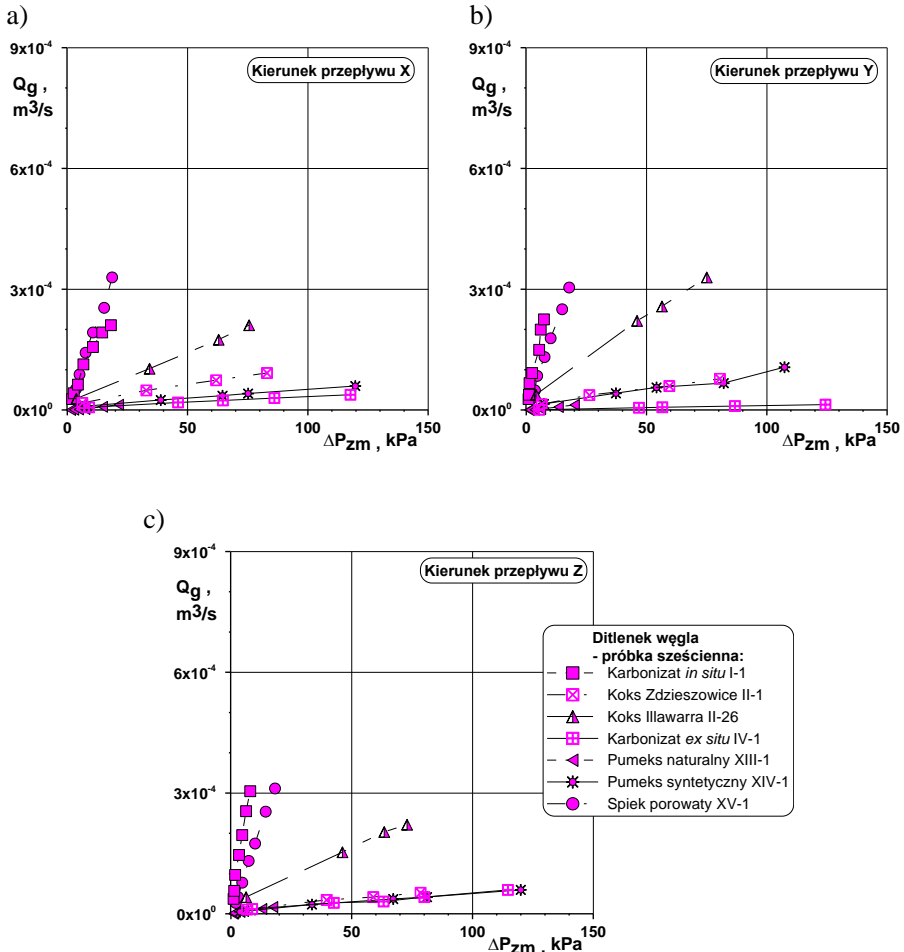 a)
9x10-4
Kierunek przepływu X
Qg ,
m3/s
6x10-4
3x10-4
0x100
0 50 100 150
ΔPzm , kPa
b)
9x10-4
Kierunek przepływu Y
Qg ,
m3/s
6x10-4
3x10-4
0x100
0 50 100 150
ΔPzm , kPa
c)
9x10-4
Kierunek przepływu Z
Qg ,
m3/s
6x10-4
3x10-4
0x100
0 50 100 150
ΔPzm , kPa
Ditlenek węgla
- próbka sześcienna:
Karbonizat in situ I-1
Koks Zdzieszowice II-1
Koks Illawarra II-26
Karbonizat ex situ IV-1
Pumeks naturalny XIII-1
Pumeks syntetyczny XIV-1
Spiek porowaty XV-1